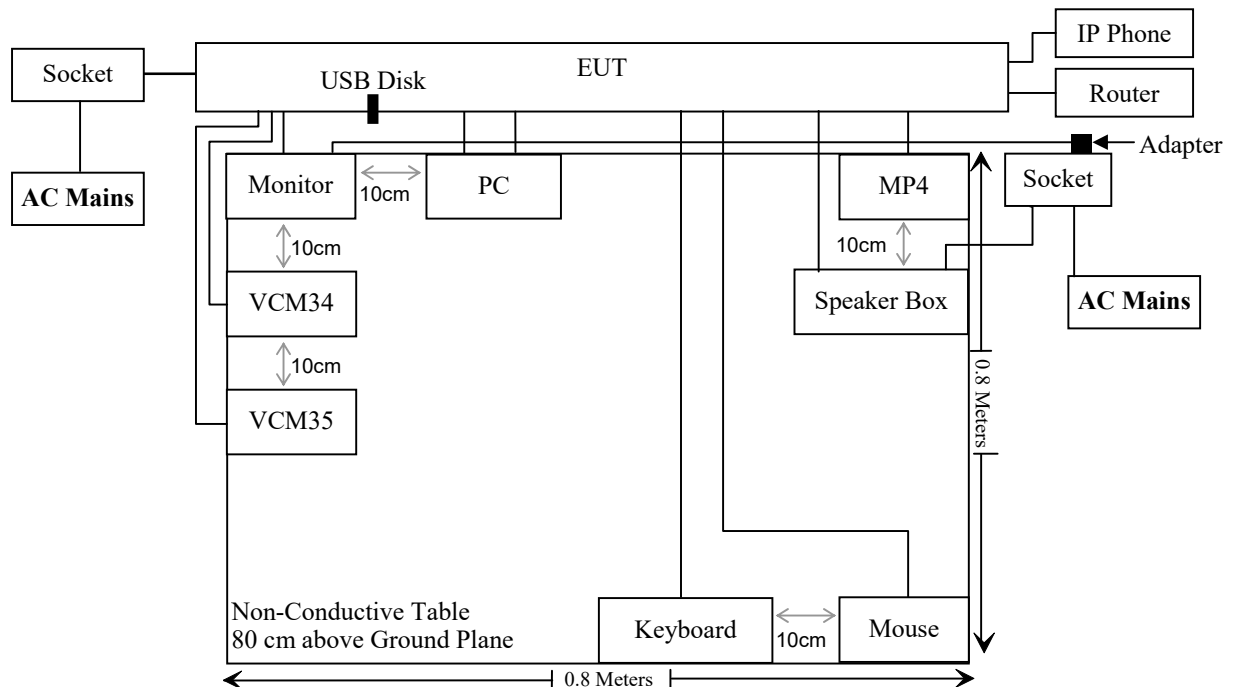 IP Phone
Socket
EUT
USB Disk
Router
Adapter
Monitor
10cm
PC
MP4
Socket
AC Mains
10cm
10cm
VCM34
Speaker Box
AC Mains
10cm
0.8 Meters
VCM35
Non-Conductive Table
80 cm above Ground Plane
Keyboard
10cm
Mouse
0.8 Meters